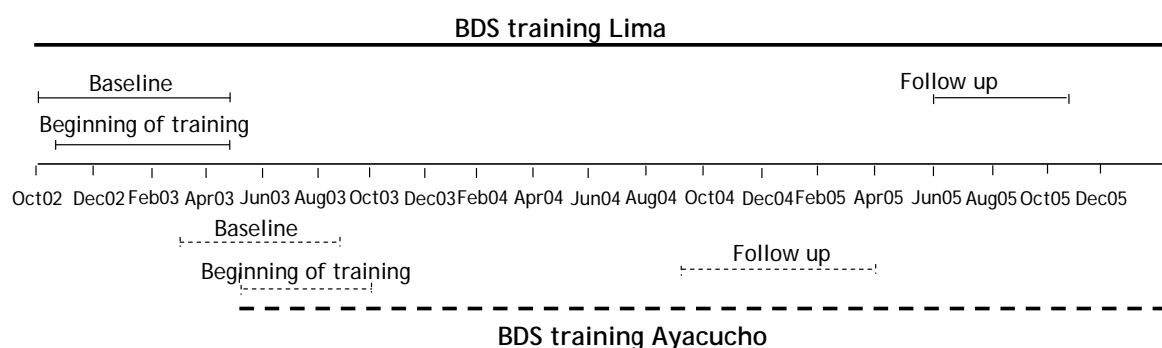 BDS training Lima
Baseline
Follow up
Beginning of training
Oct02 Dec02 Feb03 Apr03 Jun03 Aug03 Oct03 Dec03 Feb04 Apr04 Jun04 Aug04 Oct04 Dec04 Feb05 Apr05 Jun05 Aug05 Oct05 Dec05
Baseline
Follow up
Beginning of training
BDS training Ayacucho